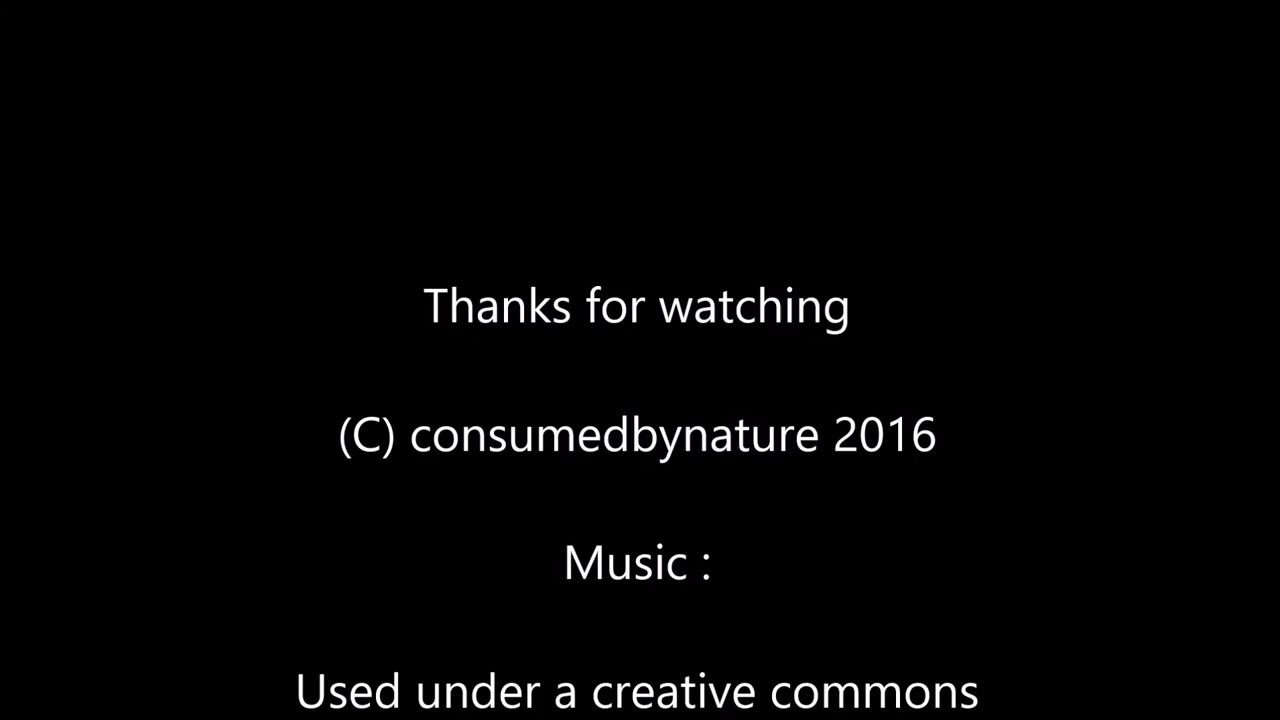 Thanks for watching
(C) consumedbynature 2016
Music :
Used under a creative commons